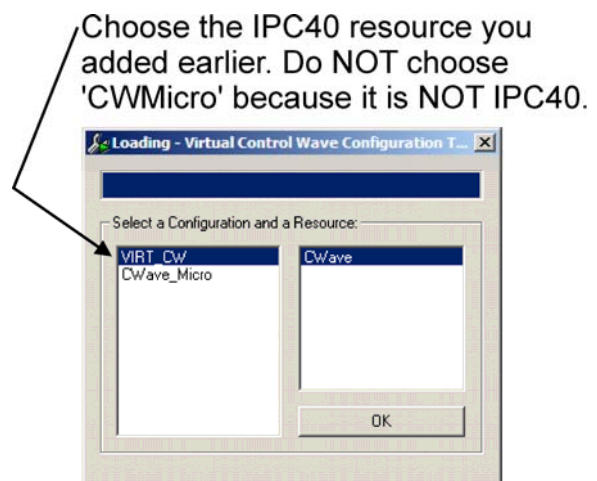 Choose the IPC40 resource you
added earlier. Do NOT choose
'CWMicro' because it is NOT IPC40.
Loading - Virtual Control Wave Configuration T...
Select a Configuration and a Resource:
VIRT_CW
CWave_Micro
CWave
OK